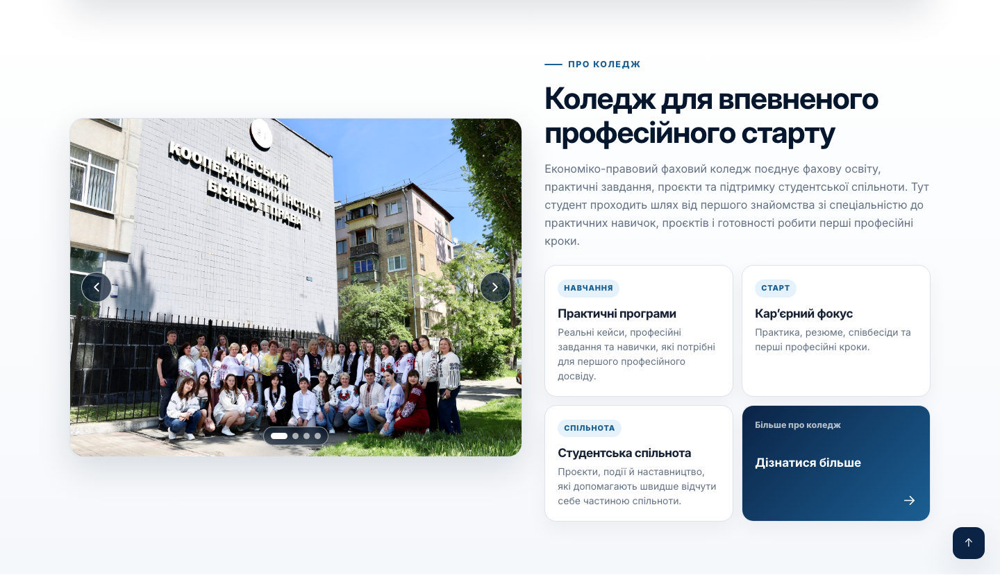 ПРО КОЛЕДЖ
Коледж для впевненого
професійного старту
Економіко-правовий фаховий коледж поєднує фахову освіту,
практичні завдання, проєкти та підтримку студентської спільноти. Тут
студент проходить шлях від першого знайомства зі спеціальністю до
практичних навичок, проєктів і готовності робити перші професійні
кроки.
КИЇВСЬКИЙ
КООПЕРАТИВНИЙ ІНСТИТУТ
БІЗНЕСУ І ПРАВА
НАВЧАННЯ
Практичні програми
Реальні кейси, професійні
завдання та навички, які потрібні
для першого професійного
досвіду.
СТАРТ
Кар’єрний фокус
Практика, резюме, співбесіди та
перші професійні кроки.
СПІЛЬНОТА
Студентська спільнота
Проєкти, події й наставництво,
які допомагають швидше відчути
себе частиною спільноти.
Більше про коледж
Дізнатися більше